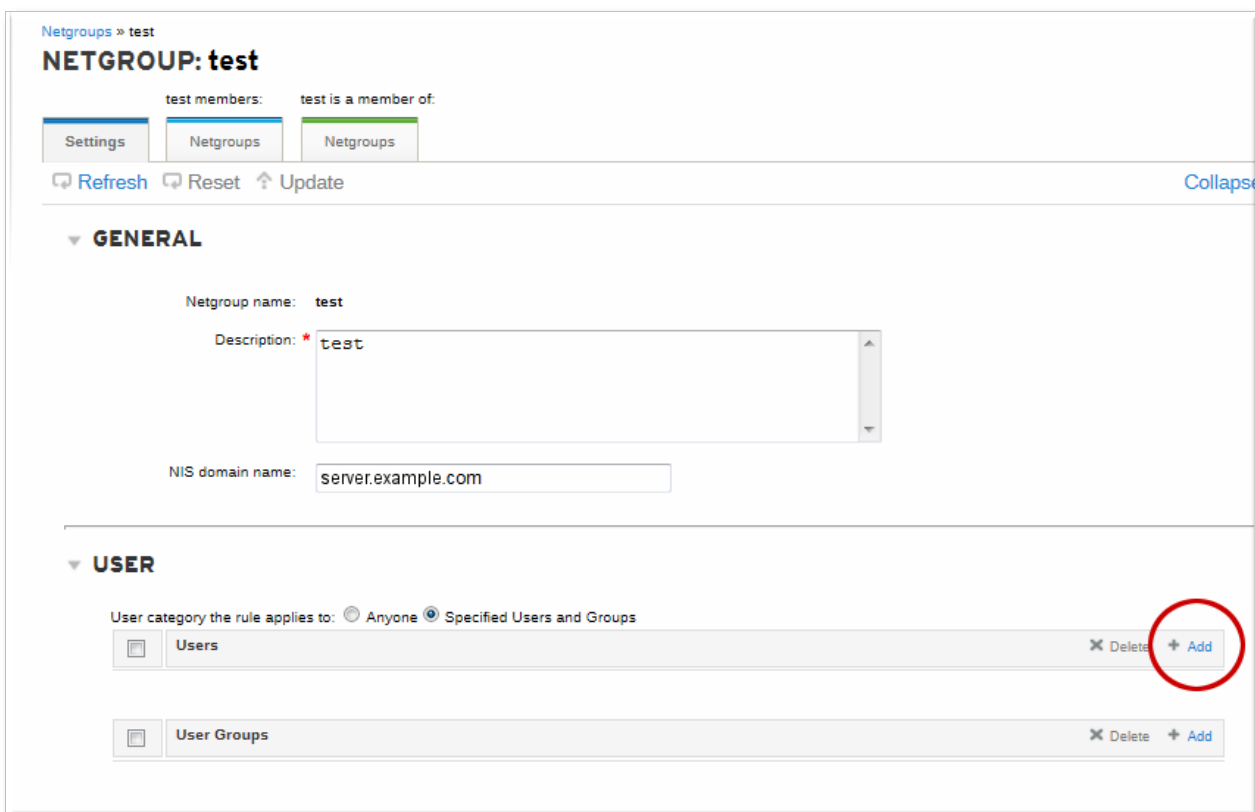 Netgroups » test
NETGROUP: test
test members: test is a member of:
Settings Netgroups Netgroups
Refresh Reset Update Collapse
GENERAL
Netgroup name: test
Description: * test
NIS domain name: server.example.com
USER
User category the rule applies to: Anyone Specified Users and Groups
Users Delete + Add
User Groups Delete + Add